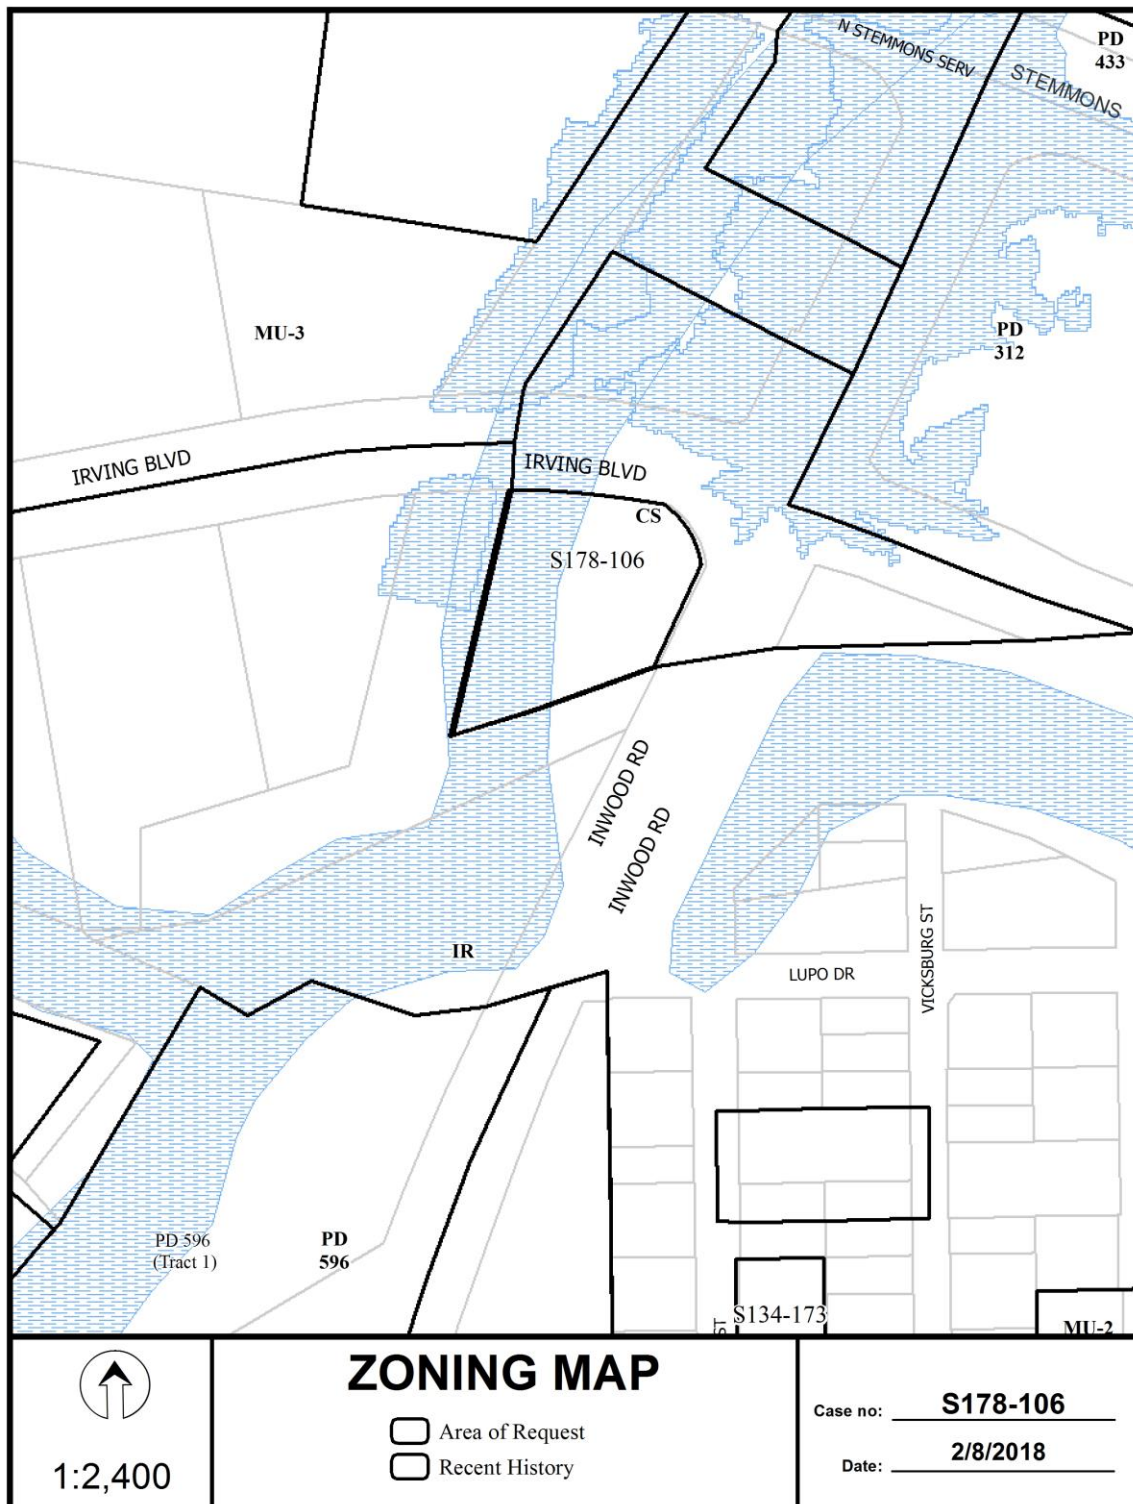 N STEMMONS SERV
STEMMONS
PD
433
MU-3
PD
312
IRVING BLVD
IRVING BLVD
CS
S178-106
INWOOD RD
INWOOD RD
VICKSBURG ST
IR
LUPO DR
PD 596
(Tract 1)
PD
596
ST
S134-173
MU-2
ZONING MAP
Area of Request
Recent History
1:2,400
Case no: S178-106
Date: 2/8/2018